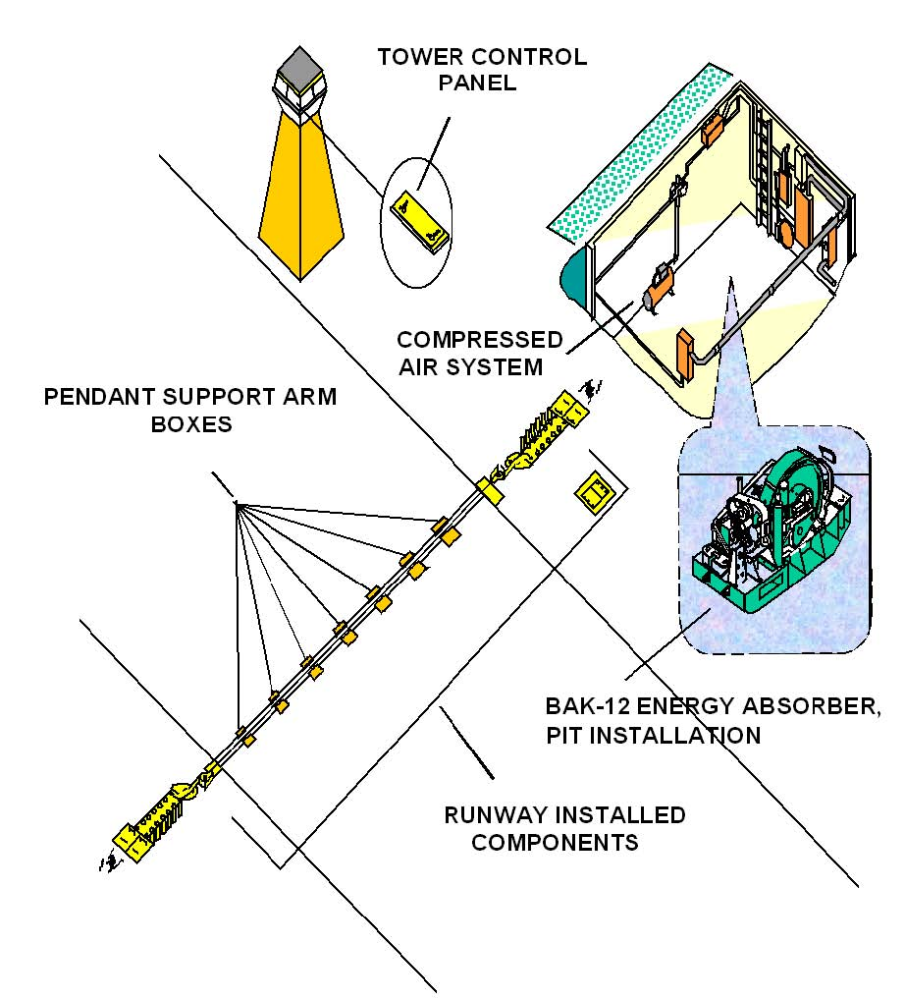 TOWER CONTROL
PANEL
COMPRESSED
AIR SYSTEM
PENDANT SUPPORT ARM
BOXES
BAK-12 ENERGY ABSORBER,
PIT INSTALLATION
RUNWAY INSTALLED
COMPONENTS